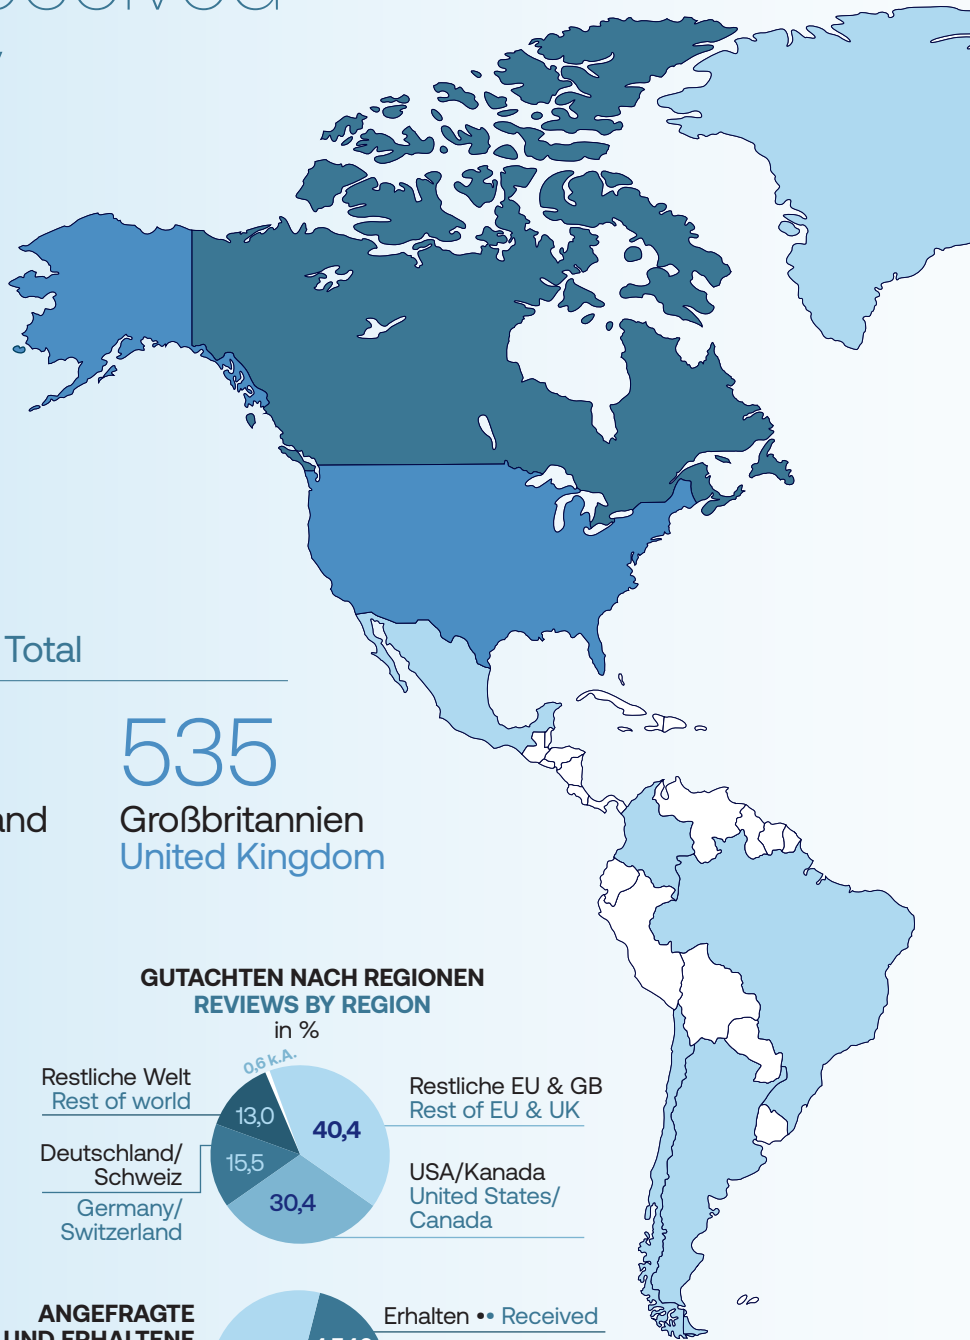 Total
535
Großbritannien
United Kingdom
GUTACHTEN NACH REGIONEN
REVIEWS BY REGION
in %
0,6 k.A.
Restliche Welt
Rest of world
13,0
40,4
Restliche EU & GB
Rest of EU & UK
Deutschland/
Schweiz
15,5
Germany/
Switzerland
30,4
USA/Kanada
United States/
Canada
ANGEFRAGTE
UND ERHALTENE
Erhalten •• Received